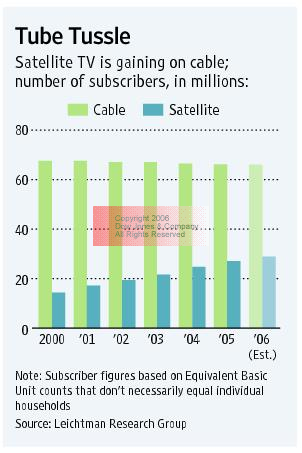 Tube Tussle
Satellite TV is gaining on cable;
number of subscribers, in millions:
Cable Satellite
80
60
Copyright 2006
Dow Jones & Company
All Rights Reserved
40
20
0
2000 '01 '02 '03 '04 '05 '06
(Est.)
Note: Subscriber figures based on Equivalent Basic
Unit counts that don't necessarily equal individual
households
Source: Leichtman Research Group